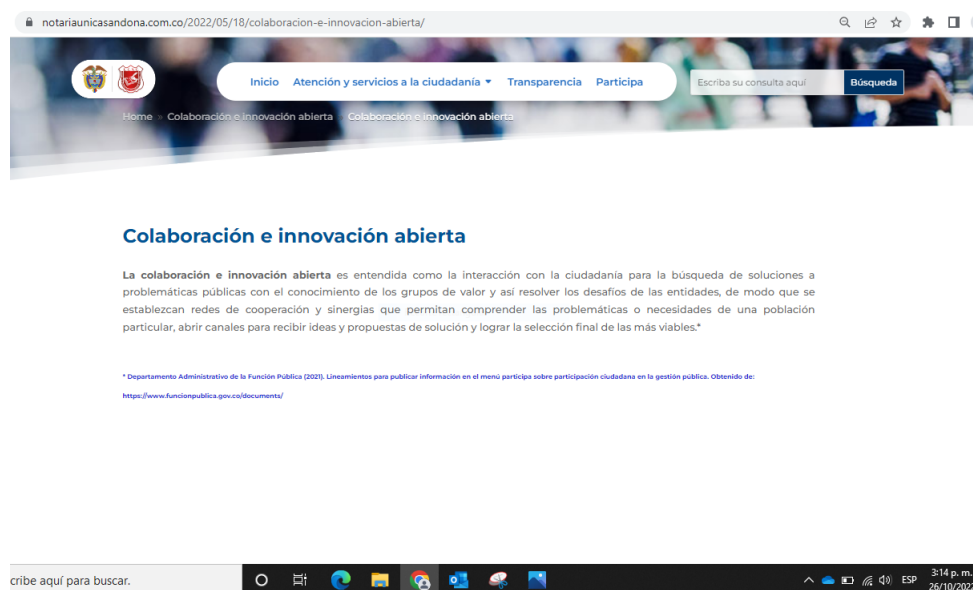 notariaunicasandona.com.co/2022/05/18/colaboracion-e-innovacion-abierta/
Inicio Atención y servicios a la ciudadanía Transparencia Participa
Escriba su consulta aquí Búsqueda
Home » Colaboración e innovación abierta Colaboración e innovación abierta
Colaboración e innovación abierta
La colaboración e innovación abierta es entendida como la interacción con la ciudadanía para la búsqueda de soluciones a
problemáticas públicas con el conocimiento de los grupos de valor y así resolver los desafíos de las entidades, de modo que se
establezcan redes de cooperación y sinergias que permitan comprender las problemáticas o necesidades de una población
particular, abrir canales para recibir ideas y propuestas de solución y lograr la selección final de las más viables.*
* Departamento Administrativo de la Función Pública (2021). Lineamientos para publicar información en el menú participa sobre participación ciudadana en la gestión pública. Obtenido de:
https://www.funcionpublica.gov.co/documents/
cribe aquí para buscar.
ESP
3:14 p. m.
26/10/2022